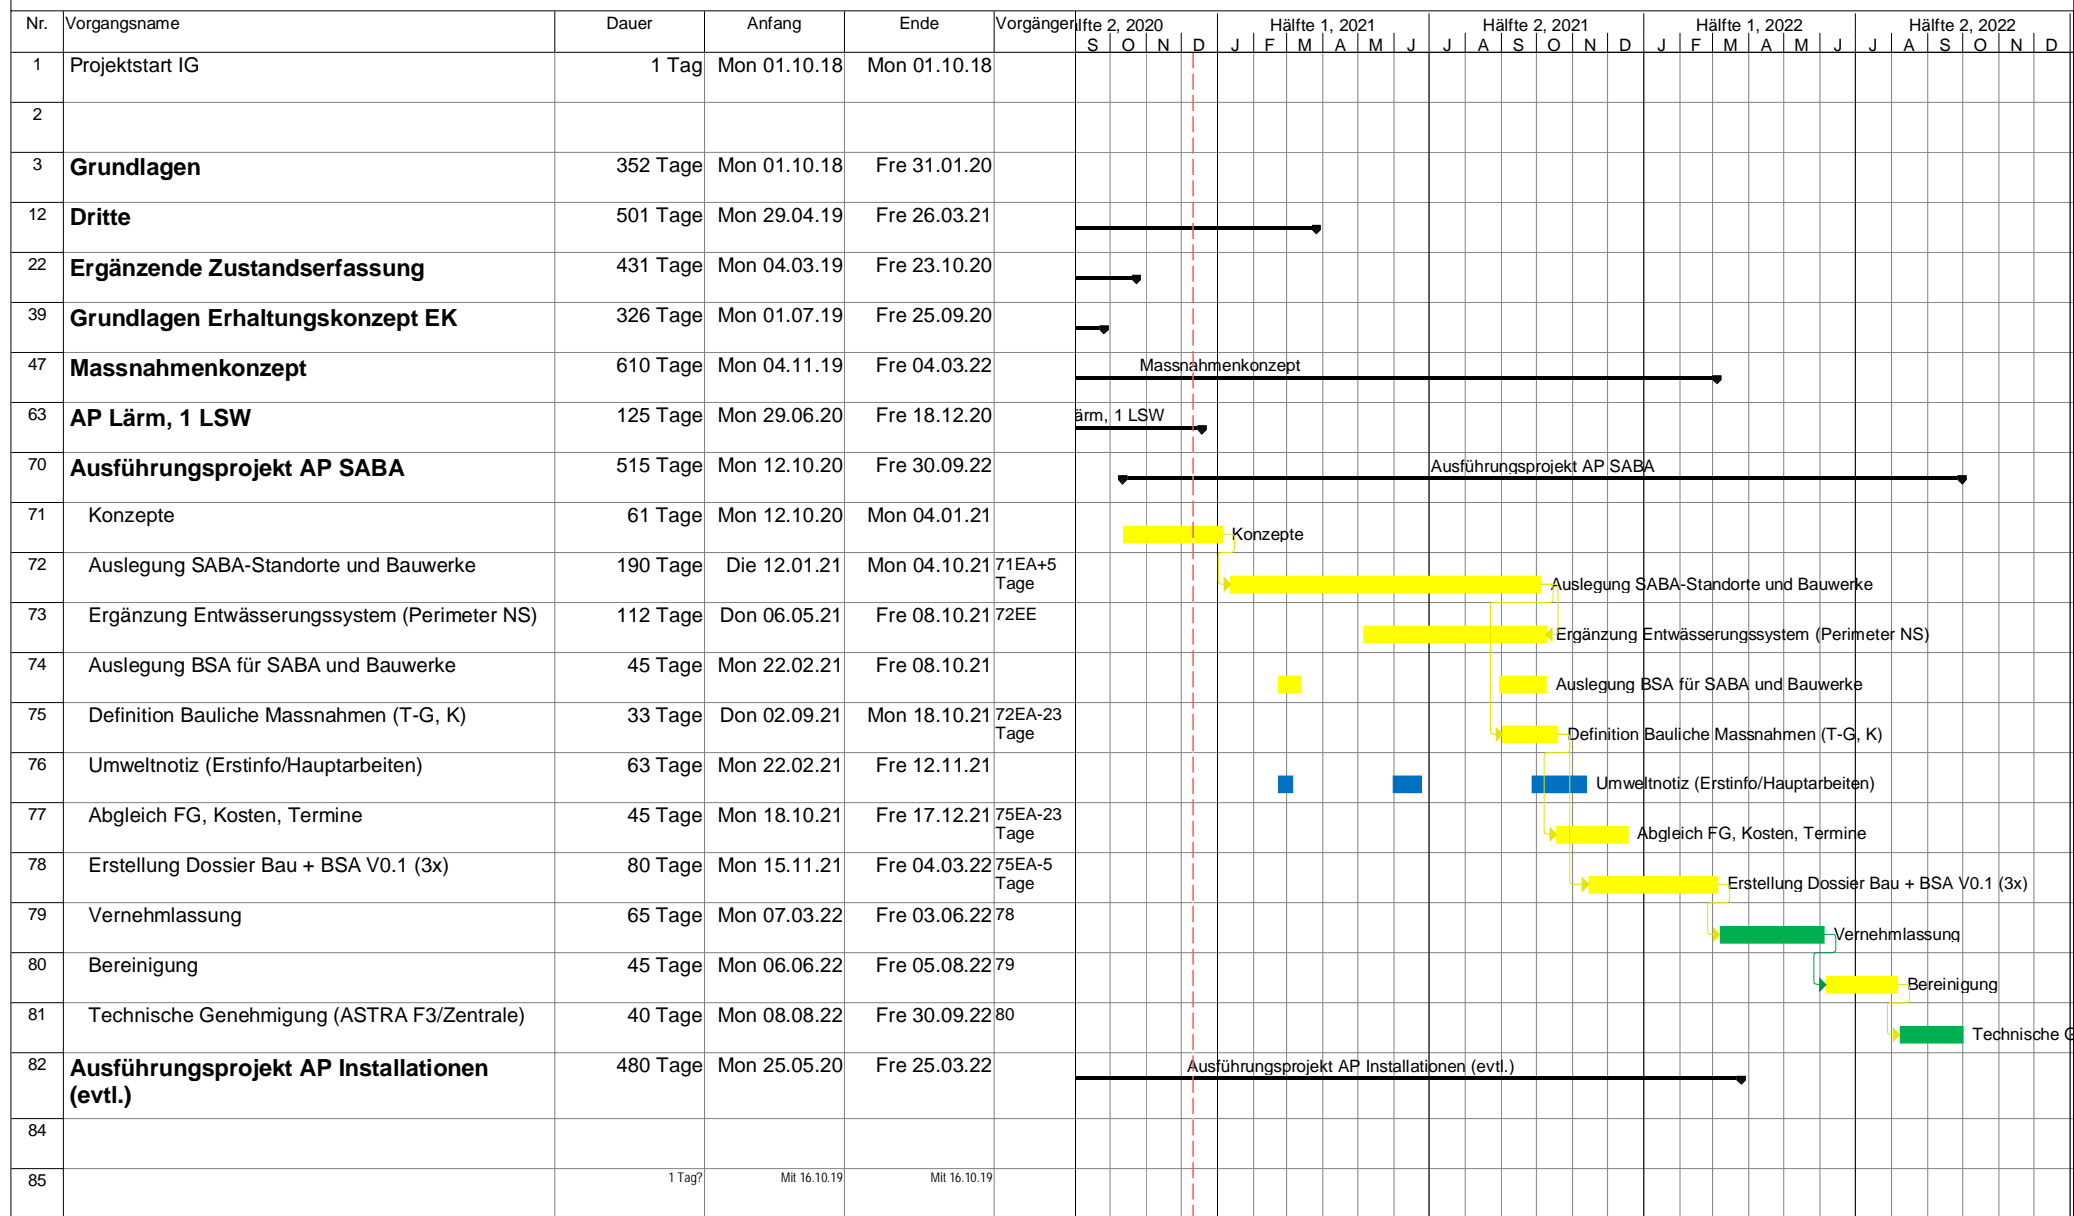 Nr. Vorgangsname Dauer Anfang Ende Vorgänger lfte 2, 2020 Hälfte 1, 2021 Hälfte 2, 2021 Hälfte 1, 2022 Hälfte 2, 2022
S O N D J F M A M J J A S O N D J F M A M J J A S O N D
1 Projektstart IG 1 Tag Mon 01.10.18 Mon 01.10.18
2
3 Grundlagen 352 Tage Mon 01.10.18 Fre 31.01.20
12 Dritte 501 Tage Mon 29.04.19 Fre 26.03.21
22 Ergänzende Zustandserfassung 431 Tage Mon 04.03.19 Fre 23.10.20
39 Grundlagen Erhaltungskonzept EK 326 Tage Mon 01.07.19 Fre 25.09.20
47 Massnahmenkonzept 610 Tage Mon 04.11.19 Fre 04.03.22 Massnahmenkonzept
63 AP Lärm, 1 LSW 125 Tage Mon 29.06.20 Fre 18.12.20 ärm, 1 LSW
70 Ausführungsprojekt AP SABA 515 Tage Mon 12.10.20 Fre 30.09.22 Ausführungsprojekt AP SABA
71 Konzepte 61 Tage Mon 12.10.20 Mon 04.01.21 Konzepte
72 Auslegung SABA-Standorte und Bauwerke 190 Tage Die 12.01.21 Mon 04.10.21 71EA+5
Tage Auslegung SABA-Standorte und Bauwerke
73 Ergänzung Entwässerungssystem (Perimeter NS) 112 Tage Don 06.05.21 Fre 08.10.21 72EE Ergänzung Entwässerungssystem (Perimeter NS)
74 Auslegung BSA für SABA und Bauwerke 45 Tage Mon 22.02.21 Fre 08.10.21 Auslegung BSA für SABA und Bauwerke
75 Definition Bauliche Massnahmen (T-G, K) 33 Tage Don 02.09.21 Mon 18.10.21 72EA-23
Tage Definition Bauliche Massnahmen (T-G, K)
76 Umweltnotiz (Erstinfo/Hauptarbeiten) 63 Tage Mon 22.02.21 Fre 12.11.21 Umweltnotiz (Erstinfo/Hauptarbeiten)
77 Abgleich FG, Kosten, Termine 45 Tage Mon 18.10.21 Fre 17.12.21 75EA-23
Tage Abgleich FG, Kosten, Termine
78 Erstellung Dossier Bau + BSA V0.1 (3x) 80 Tage Mon 15.11.21 Fre 04.03.22 75EA-5
Tage Erstellung Dossier Bau + BSA V0.1 (3x)
79 Vernehmlassung 65 Tage Mon 07.03.22 Fre 03.06.22 78 Vernehmlassung
80 Bereinigung 45 Tage Mon 06.06.22 Fre 05.08.22 79 Bereinigung
81 Technische Genehmigung (ASTRA F3/Zentrale) 40 Tage Mon 08.08.22 Fre 30.09.22 80 Technische G
82 Ausführungsprojekt AP Installationen 480 Tage Mon 25.05.20 Fre 25.03.22 Ausführungsprojekt AP Installationen (evtl.)
(evtl.)
84
85 1 Tag? Mit 16.10.19 Mit 16.10.19